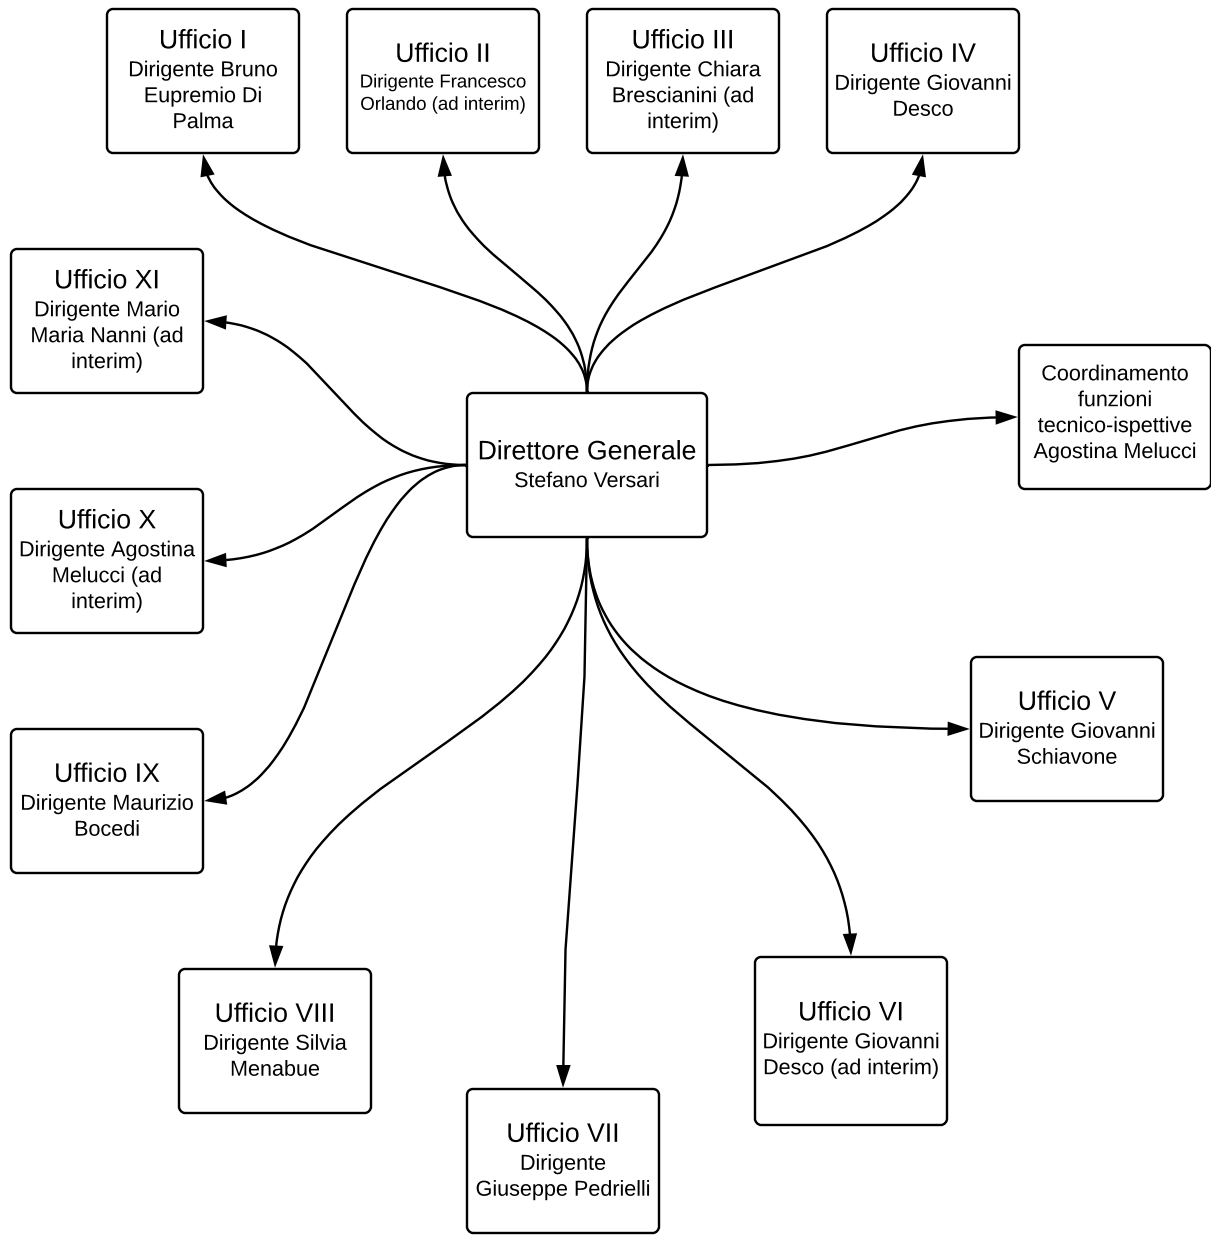 Ufficio I
Dirigente Bruno
Eupremio Di
Palma
Ufficio II
Dirigente Francesco
Orlando (ad interim)
Ufficio III
Dirigente Chiara
Brescianini (ad
interim)
Ufficio IV
Dirigente Giovanni
Desco
Ufficio XI
Dirigente Mario
Maria Nanni (ad
interim)
Coordinamento
funzioni
tecnico-ispettive
Agostina Melucci
Direttore Generale
Stefano Versari
Ufficio X
Dirigente Agostina
Melucci (ad
interim)
Ufficio V
Dirigente Giovanni
Schiavone
Ufficio IX
Dirigente Maurizio
Bocedi
Ufficio VIII
Dirigente Silvia
Menabue
Ufficio VI
Dirigente Giovanni
Desco (ad interim)
Ufficio VII
Dirigente
Giuseppe Pedrielli